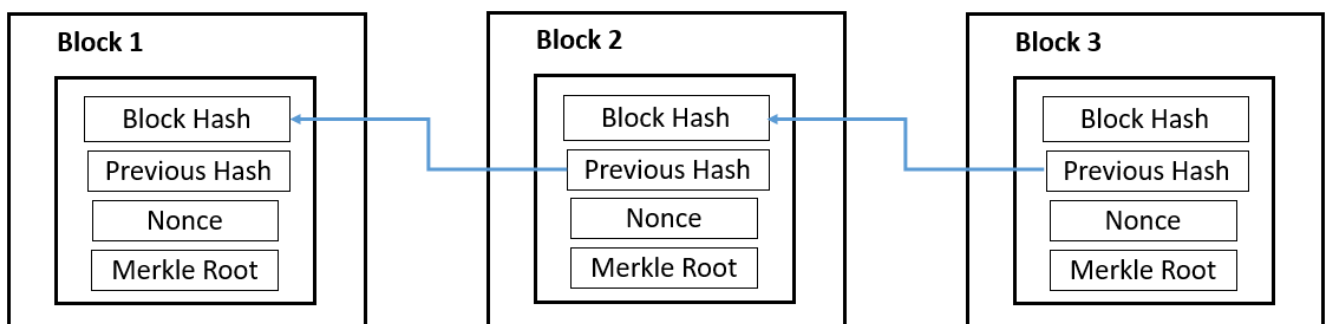 Block 1
Block Hash
Previous Hash
Nonce
Merkle Root
Block 2
Block Hash
Previous Hash
Nonce
Merkle Root
Block 3
Block Hash
Previous Hash
Nonce
Merkle Root